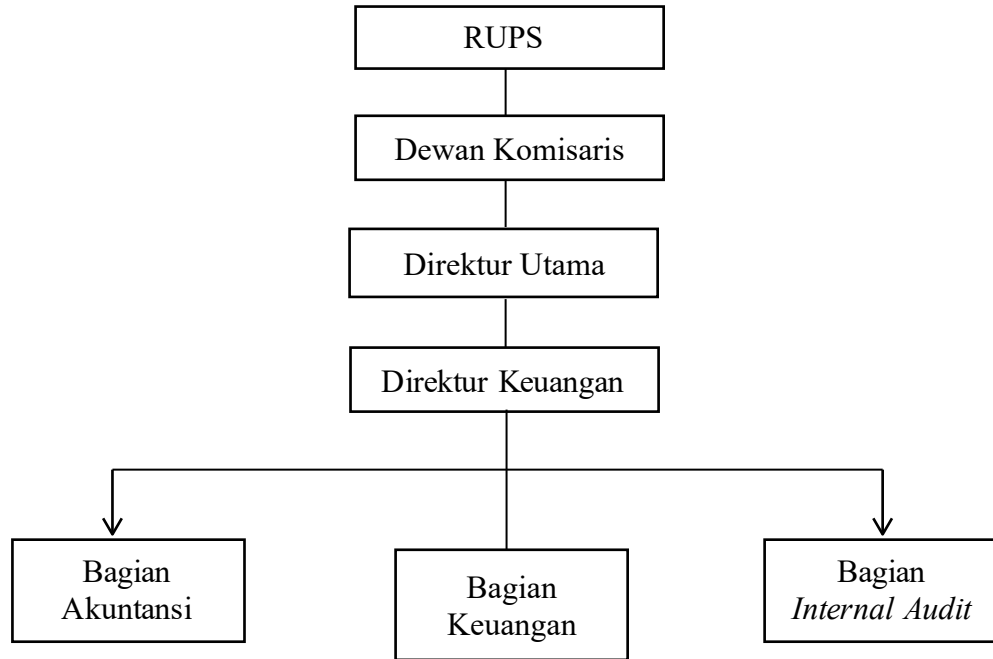 RUPS
Dewan Komisaris
Direktur Utama
Direktur Keuangan
Bagian
Akuntansi
Bagian
Keuangan
Bagian
Internal Audit